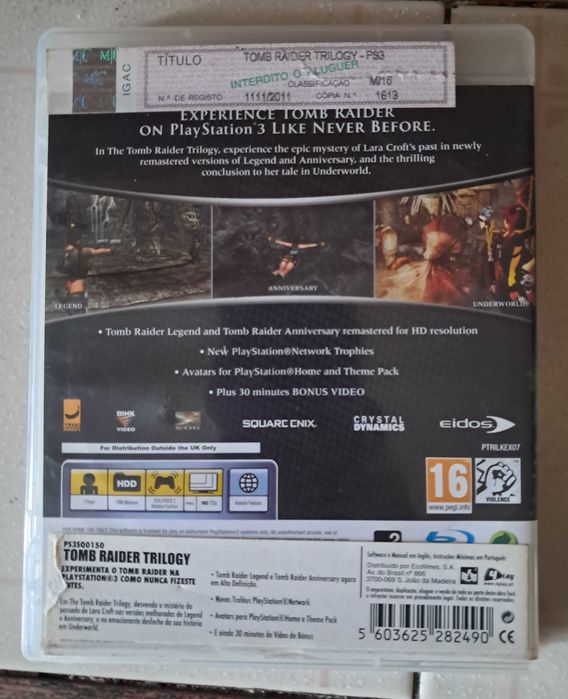 IGAC
TÍTULO
TOMB RAIDER TRILOGY - PS3
INTERDITO O ALUGUER
CLASSIFICAÇÃO
M/16
N.º DE REGISTO
1111/2011
CÓPIA N.º
1613
EXPERIENCE TOMB RAIDER
ON PlayStation®3 LIKE NEVER BEFORE.
In The Tomb Raider Trilogy, experience the epic mystery of Lara Croft's past in newly
remastered versions of Legend and Anniversary, and the thrilling
conclusion to her tale in Underworld.
LEGEND
ANNIVERSARY
UNDERWORLD
• Tomb Raider Legend and Tomb Raider Anniversary remastered for HD resolution
• New PlayStation®Network Trophies
• Avatars for PlayStation®Home and Theme Pack
• Plus 30 minutes BONUS VIDEO
BINK
VIDEO
SQUARE ENIX.
CRYSTAL
DYNAMICS
eidos
PTRILKEX07
For Distribution Outside the UK Only
HDD
HD
1 Player
Network Features
16
www.pegi.info
VIOLENCE
2
PS3SQ0150
TOMB RAIDER TRILOGY
EXPERIMENTA O TOMB RAIDER NA
PLAYSTATION®3 COMO NUNCA FIZESTE
ANTES.
Em The Tomb Raider Trilogy, desvenda o mistério do
passado de Lara Croft nas versões melhoradas de Legend
e Anniversary, e no emocionante desfecho da sua história
em Underworld.
• Tomb Raider Legend e Tomb Raider Anniversary agora
em Alta Definição.
• Novos Troféus PlayStation®Network
• Avatars para PlayStation®Home e Theme Pack
• E ainda 30 minutos de Vídeo de Bónus
Software e Manual em Inglês; Instruções Mínimas em Português
Distribuído por Ecofilmes, S.A.
Av. do Brasil nº 866
3700-069 S. João da Madeira
5 603625 282490
CE